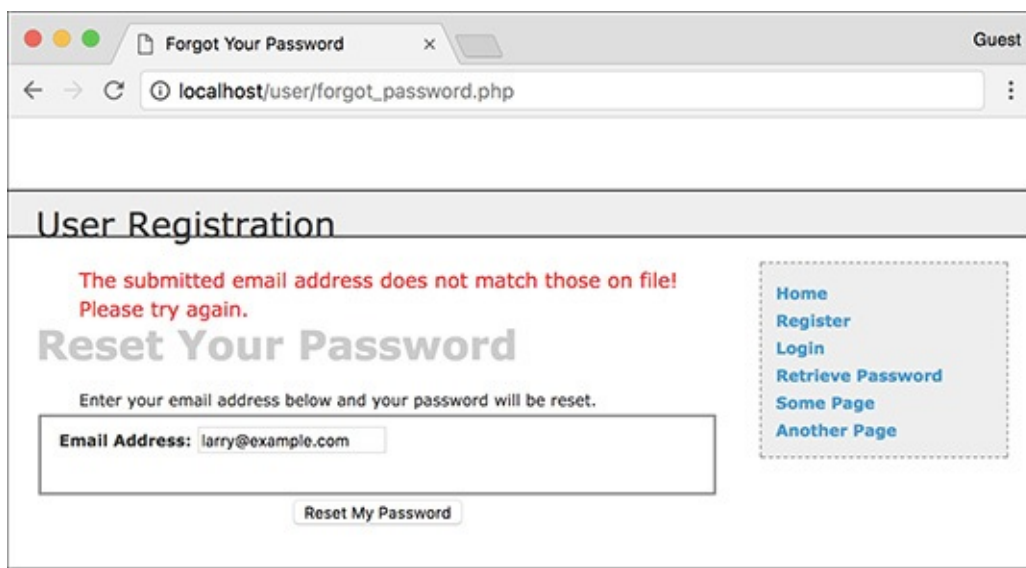 Forgot Your Password
Guest
localhost/user/forgot_password.php
User Registration
The submitted email address does not match those on file!
Please try again.
Reset Your Password
Enter your email address below and your password will be reset.
Email Address: larry@example.com
Reset My Password
Home
Register
Login
Retrieve Password
Some Page
Another Page